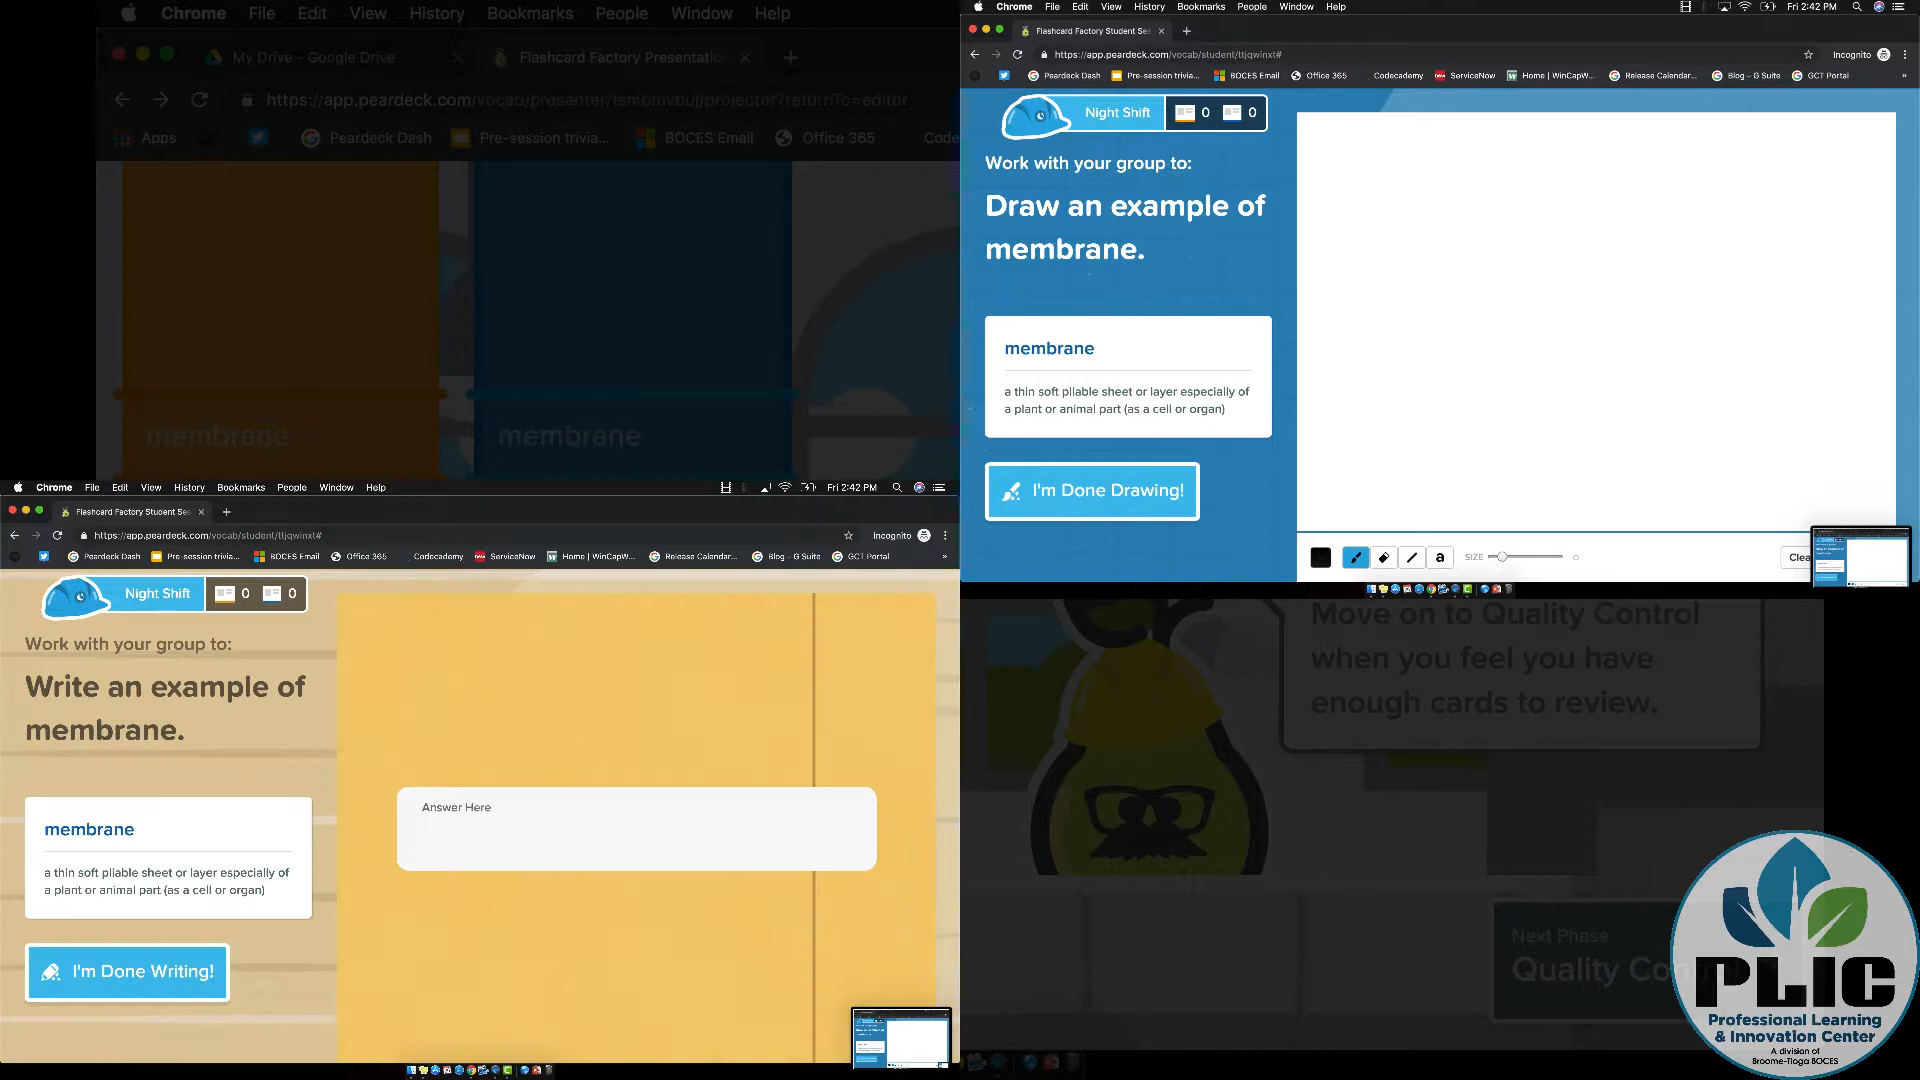 Chrome File Edit View History Bookmarks People Window Help
My Drive - Google Drive
Flashcard Factory Presentatio
Apps
Peardeck Dash
Pre-session trivia...
BOCES Email
Office 365
membrane
membrane
Chrome File Edit View History Bookmarks People Window Help
Fri 2:42 PM
Flashcard Factory Student Ses
https://app.peardeck.com/vocab/student/ttjqwinxt#
Incognito
Peardeck Dash
Pre-session trivia...
BOCES Email
Office 365
Codecademy
ServiceNow
Home | WinCapW...
Release Calendar...
Blog – G Suite
GCT Portal
Night Shift
0
0
Work with your group to:
Draw an example of
membrane.
membrane
a thin soft pliable sheet or layer especially of
a plant or animal part (as a cell or organ)
I'm Done Drawing!
a
SIZE
Clea
Chrome File Edit View History Bookmarks People Window Help
Fri 2:42 PM
Flashcard Factory Student Ses
https://app.peardeck.com/vocab/student/ttjqwinxt#
Incognito
Peardeck Dash
Pre-session trivia...
BOCES Email
Office 365
Codecademy
ServiceNow
Home | WinCapW...
Release Calendar...
Blog – G Suite
GCT Portal
Night Shift
0
0
Work with your group to:
Write an example of
membrane.
membrane
a thin soft pliable sheet or layer especially of
a plant or animal part (as a cell or organ)
I'm Done Writing!
Answer Here
Move on to Quality Control
when you feel you have
enough cards to review.
Next Phase
Quality Con
PLIC
Professional Learning
& Innovation Center
A division of
Broome-Tioga BOCES